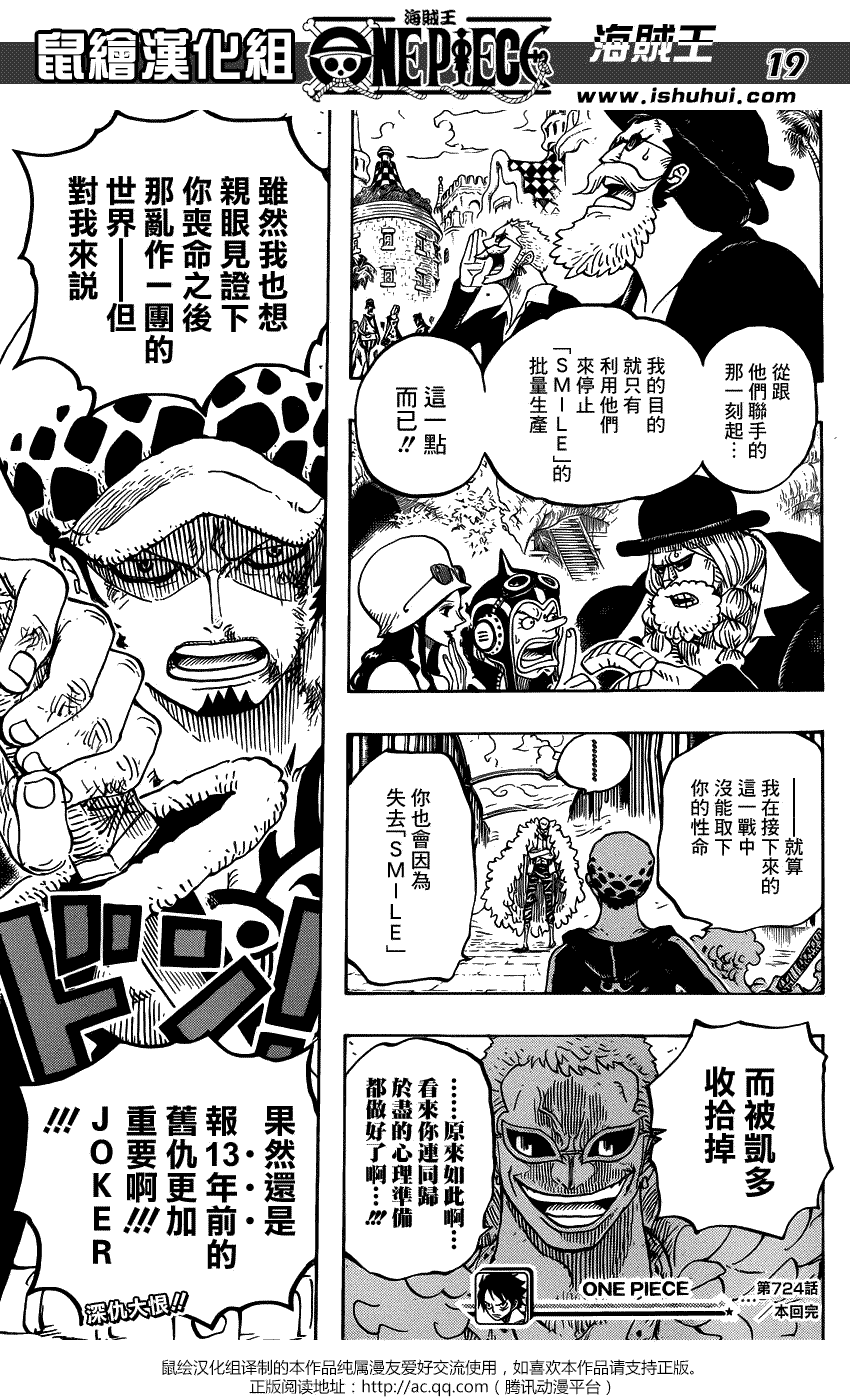 鼠繪漢化組
海賊王
ONE PIECE
海賊王
19
www.ishuhui.com
從跟
他們聯手的
那一刻起…
我的目的
就只有
利用他們
來停止
「SMILE」的
批量生產
這一點
而已!!
——就算
我在接下來的
這一戰中
沒能取下
你的性命
………
你也會因為
失去「SMILE」
而被凱多
收拾掉
……原來如此啊…
看來你連同歸
於盡的心理準備
都做好了啊…!!!
雖然我也想
親眼見證下
你喪命之後
那亂作一團的
世界——但
對我來說
ドン!
果然還是
報13年前的
舊仇更加
重要啊!!!
JOKER
!!!
深仇大恨!!
ONE PIECE
/第724話
…/本回完
鼠绘汉化组译制的本作品纯属漫友爱好交流使用，如喜欢本作品请支持正版。
正版阅读地址：http://ac.qq.com（腾讯动漫平台）